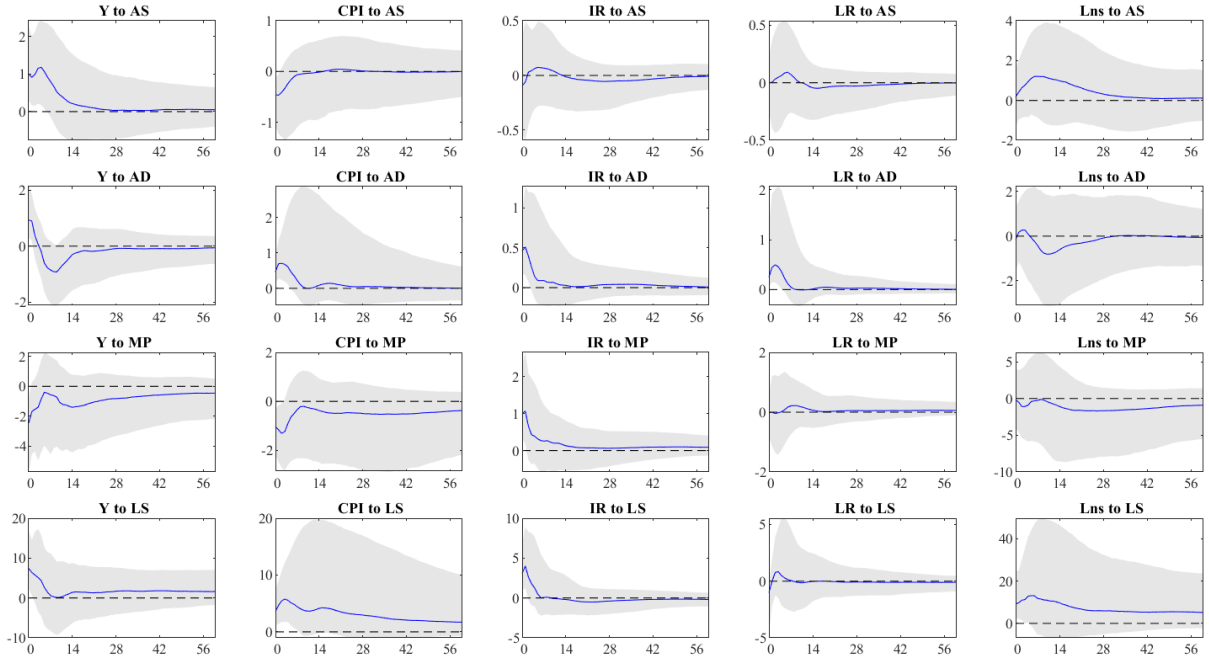 Y to AS CPI to AS IR to AS LR to AS Lns to AS
2 1 0.5 0.5 4
1 0 0 0 2
0 -1 -0.5 -0.5 0
-2
0 14 28 42 56 0 14 28 42 56 0 14 28 42 56 0 14 28 42 56 0 14 28 42 56
Y to AD CPI to AD IR to AD LR to AD Lns to AD
2 2 1 2 2
0 1 0.5 1 0
-2 0 0 0 -2
0 14 28 42 56 0 14 28 42 56 0 14 28 42 56 0 14 28 42 56 0 14 28 42 56
Y to MP CPI to MP IR to MP LR to MP Lns to MP
2 2 2 2 5
0 0 1 0 0
-2 -2 0 -2 -5
-4 -10
0 14 28 42 56 0 14 28 42 56 0 14 28 42 56 0 14 28 42 56 0 14 28 42 56
Y to LS CPI to LS IR to LS LR to LS Lns to LS
20 20 10 5 40
10 10 5 0 20
0 0 0 -5 0
-10 -5
0 14 28 42 56 0 14 28 42 56 0 14 28 42 56 0 14 28 42 56 0 14 28 42 56